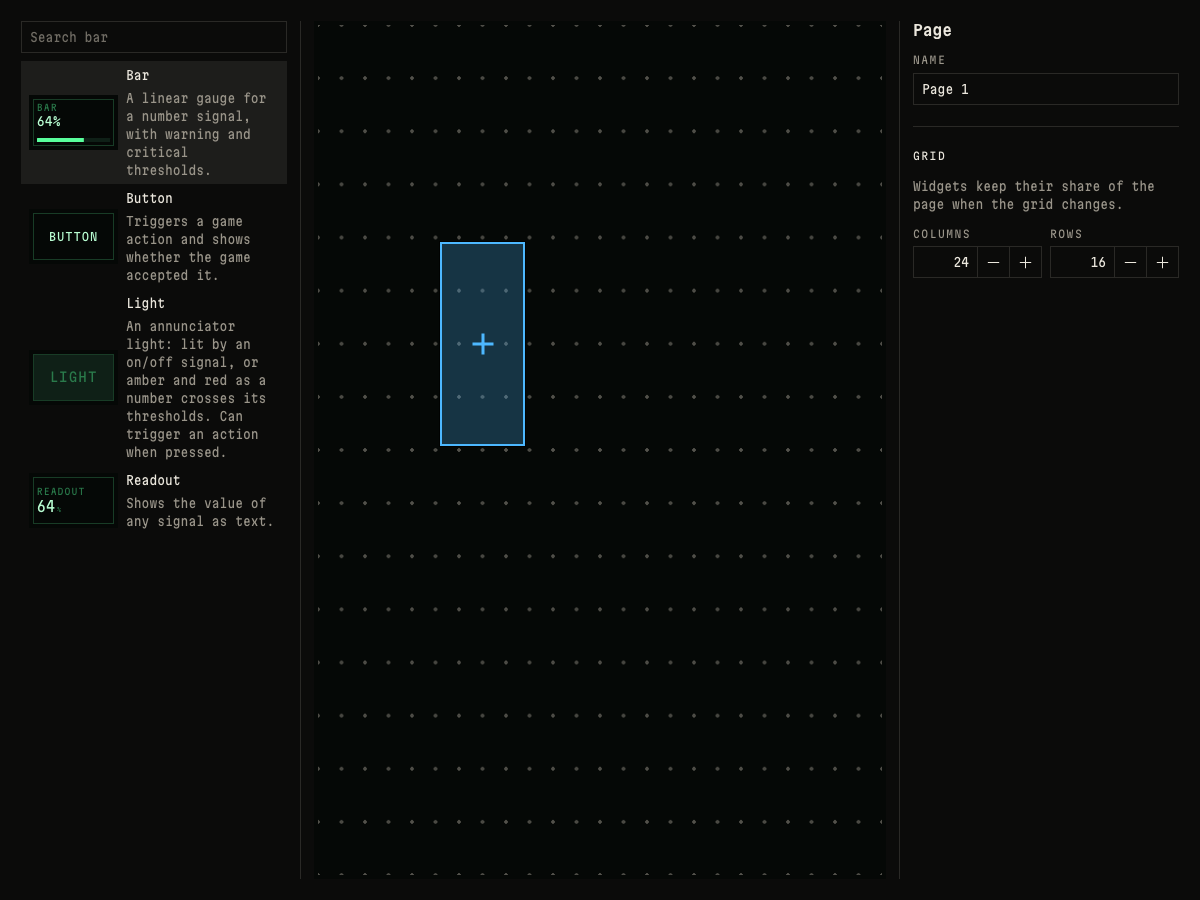 Search bar
BAR
64%
Bar
A linear gauge for
a number signal,
with warning and
critical
thresholds.
BUTTON
Button
Triggers a game
action and shows
whether the game
accepted it.
LIGHT
Light
An annunciator
light: lit by an
on/off signal, or
amber and red as a
number crosses its
thresholds. Can
trigger an action
when pressed.
READOUT
64%
Readout
Shows the value of
any signal as text.
Page
NAME
Page 1
GRID
Widgets keep their share of the
page when the grid changes.
COLUMNS ROWS
24 16